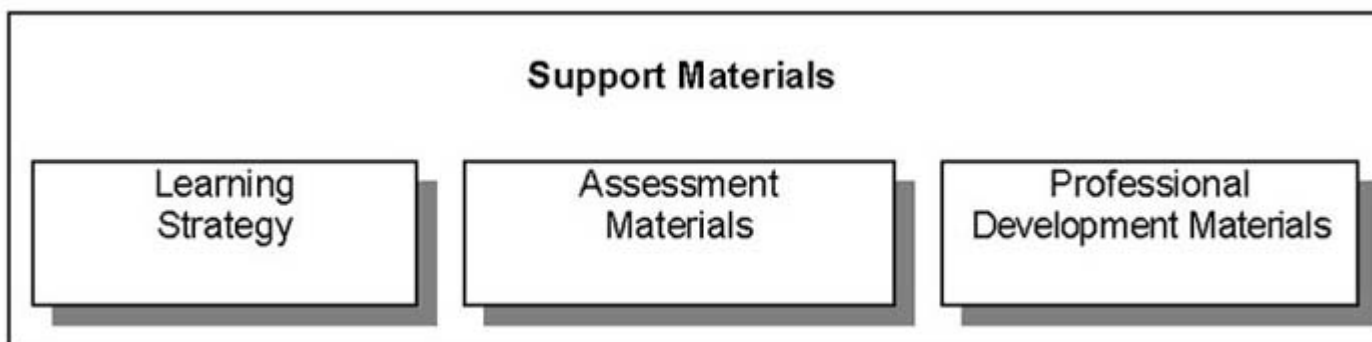 Support Materials
Learning
Strategy
Assessment
Materials
Professional
Development Materials